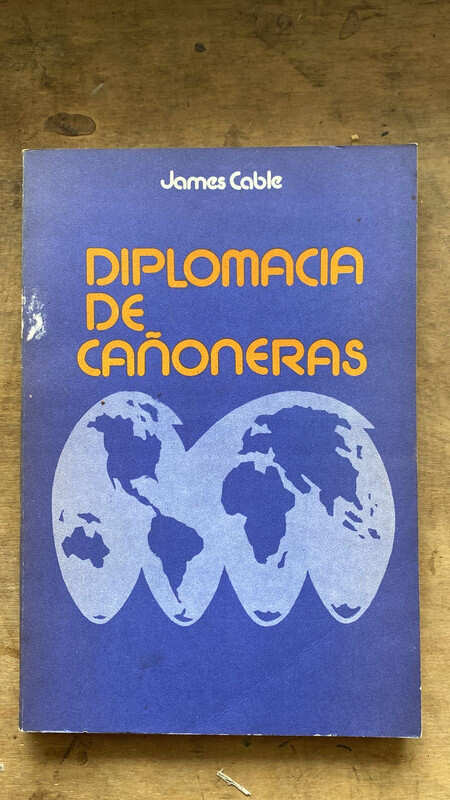 James Cable
DIPLOMACIA
DE
CAÑONERAS